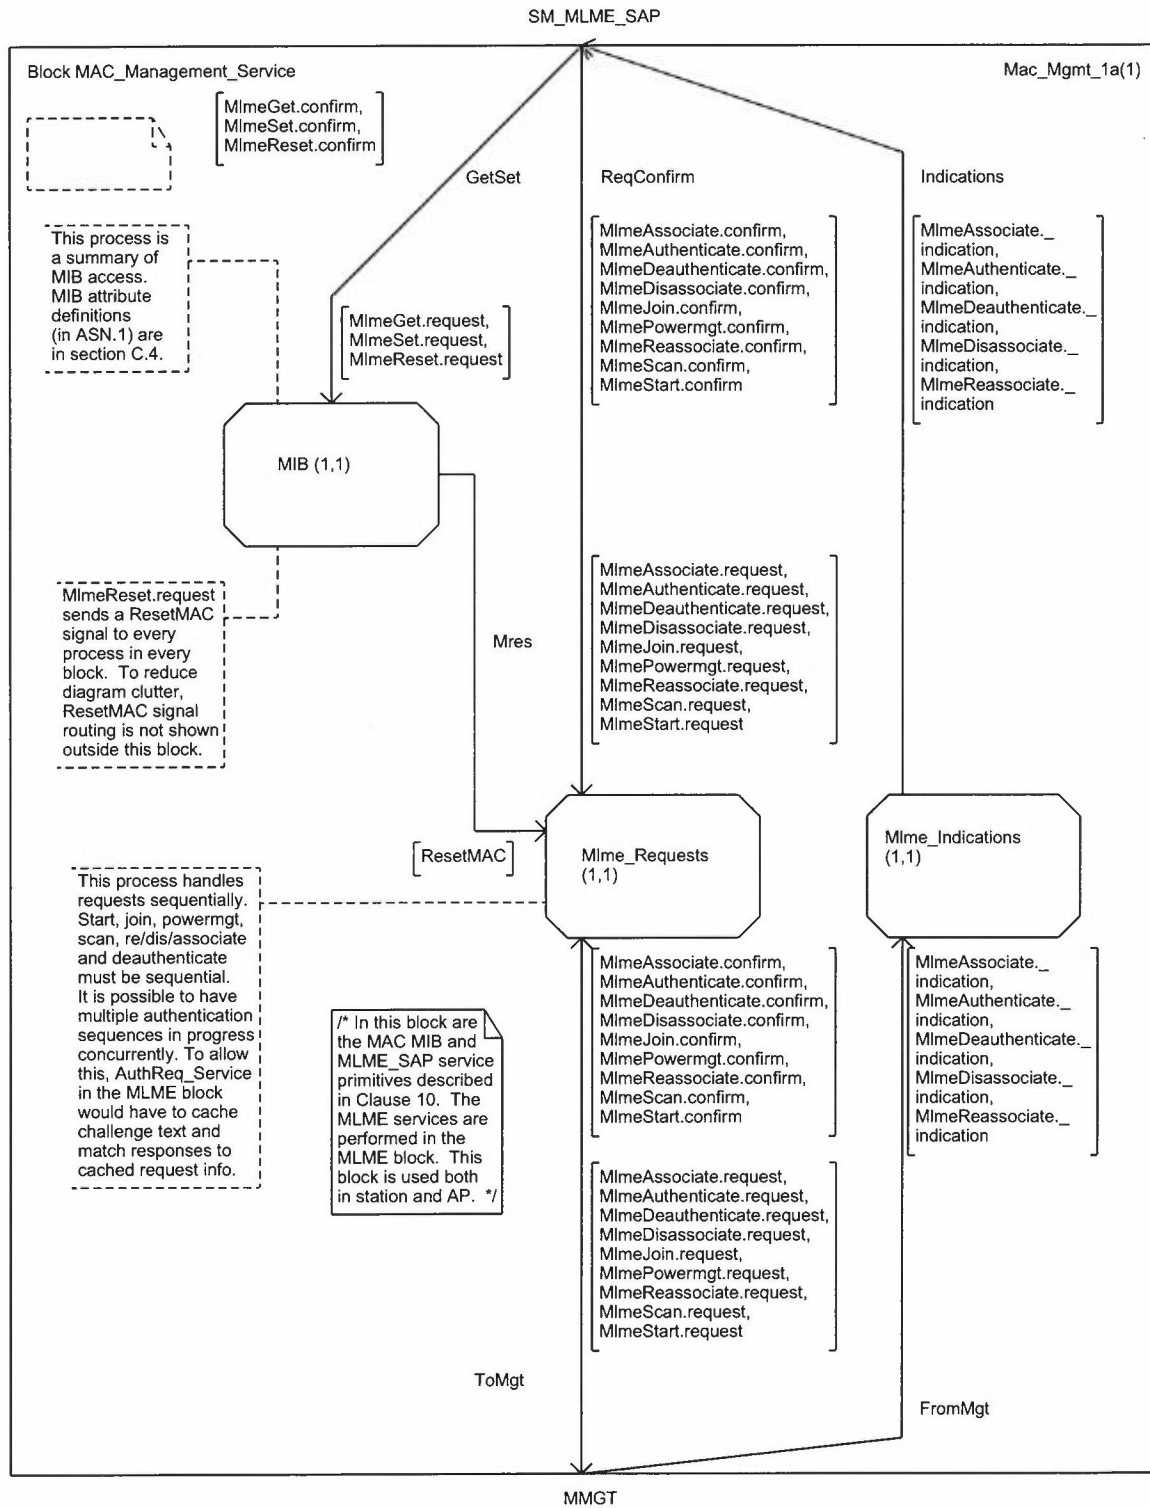 SM_MLME_SAP
Block MAC_Management_Service
Mac_Mgmt_1a(1)
MlmeGet.confirm,
MlmeSet.confirm,
MlmeReset.confirm
GetSet
ReqConfirm
Indications
This process is
a summary of
MIB access.
MIB attribute
definitions
(in ASN.1) are
in section C.4.
MlmeGet.request,
MlmeSet.request,
MlmeReset.request
MlmeAssociate.confirm,
MlmeAuthenticate.confirm,
MlmeDeauthenticate.confirm,
MlmeDisassociate.confirm,
MlmeJoin.confirm,
MlmePowermgt.confirm,
MlmeReassociate.confirm,
MlmeScan.confirm,
MlmeStart.confirm
MlmeAssociate._
indication,
MlmeAuthenticate._
indication,
MlmeDeauthenticate._
indication,
MlmeDisassociate._
indication,
MlmeReassociate._
indication
MIB (1,1)
MlmeReset.request
sends a ResetMAC
signal to every
process in every
block. To reduce
diagram clutter,
ResetMAC signal
routing is not shown
outside this block.
Mres
MlmeAssociate.request,
MlmeAuthenticate.request,
MlmeDeauthenticate.request,
MlmeDisassociate.request,
MlmeJoin.request,
MlmePowermgt.request,
MlmeReassociate.request,
MlmeScan.request,
MlmeStart.request
[ResetMAC]
Mlme_Requests
(1,1)
Mlme_Indications
(1,1)
This process handles
requests sequentially.
Start, join, powermgt,
scan, re/dis/associate
and deauthenticate
must be sequential.
It is possible to have
multiple authentication
sequences in progress
concurrently. To allow
this, AuthReq_Service
in the MLME block
would have to cache
challenge text and
match responses to
cached request info.
/* In this block are
the MAC MIB and
MLME_SAP service
primitives described
in Clause 10. The
MLME services are
performed in the
MLME block. This
block is used both
in station and AP. */
MlmeAssociate.confirm,
MlmeAuthenticate.confirm,
MlmeDeauthenticate.confirm,
MlmeDisassociate.confirm,
MlmeJoin.confirm,
MlmePowermgt.confirm,
MlmeReassociate.confirm,
MlmeScan.confirm,
MlmeStart.confirm
MlmeAssociate._
indication,
MlmeAuthenticate._
indication,
MlmeDeauthenticate._
indication,
MlmeDisassociate._
indication,
MlmeReassociate._
indication
MlmeAssociate.request,
MlmeAuthenticate.request,
MlmeDeauthenticate.request,
MlmeDisassociate.request,
MlmeJoin.request,
MlmePowermgt.request,
MlmeReassociate.request,
MlmeScan.request,
MlmeStart.request
ToMgt
FromMgt
MMGT